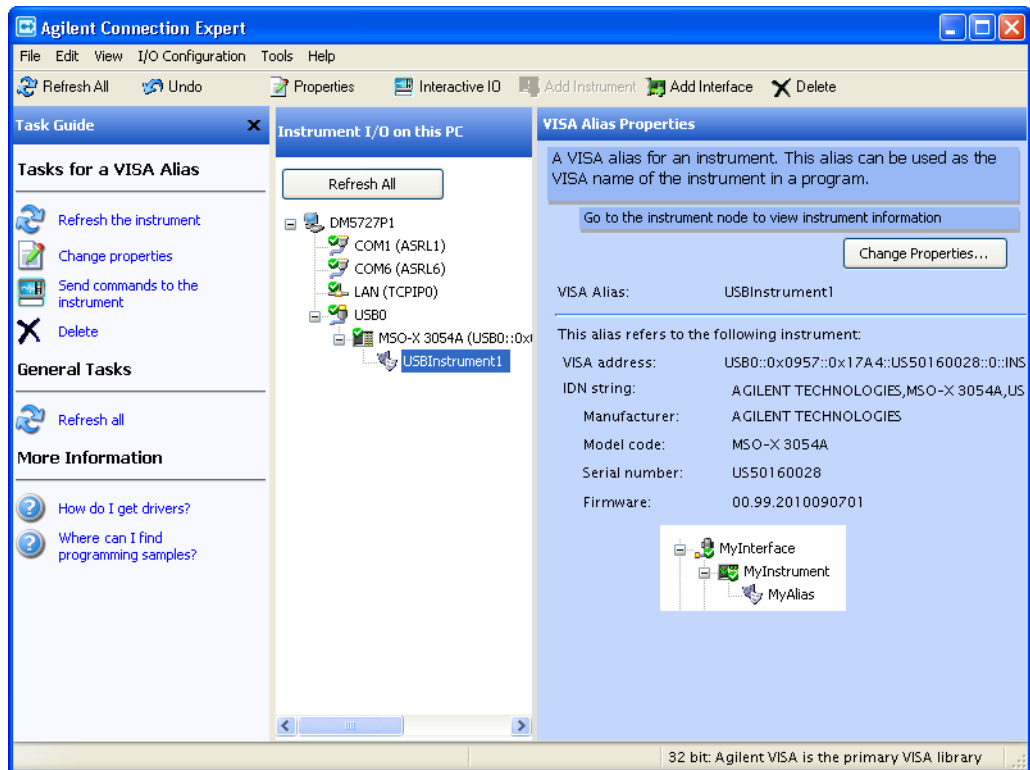 Agilent Connection Expert
File Edit View I/O Configuration Tools Help
Refresh All Undo Properties Interactive IO Add Instrument Add Interface Delete
Task Guide
Tasks for a VISA Alias
Refresh the instrument
Change properties
Send commands to the
instrument
Delete
General Tasks
Refresh all
More Information
How do I get drivers?
Where can I find
programming samples?
Instrument I/O on this PC
Refresh All
DM5727P1
COM1 (ASRL1)
COM6 (ASRL6)
LAN (TCPIP0)
USB0
MSO-X 3054A (USB0::0x
USBInstrument1
VISA Alias Properties
A VISA alias for an instrument. This alias can be used as the
VISA name of the instrument in a program.
Go to the instrument node to view instrument information
Change Properties...
VISA Alias: USBInstrument1
This alias refers to the following instrument:
VISA address: USB0::0x0957::0x17A4::US50160028::0::INS
IDN string: AGILENT TECHNOLOGIES,MSO-X 3054A,US
Manufacturer: AGILENT TECHNOLOGIES
Model code: MSO-X 3054A
Serial number: US50160028
Firmware: 00.99.2010090701
MyInterface
MyInstrument
MyAlias
32 bit: Agilent VISA is the primary VISA library